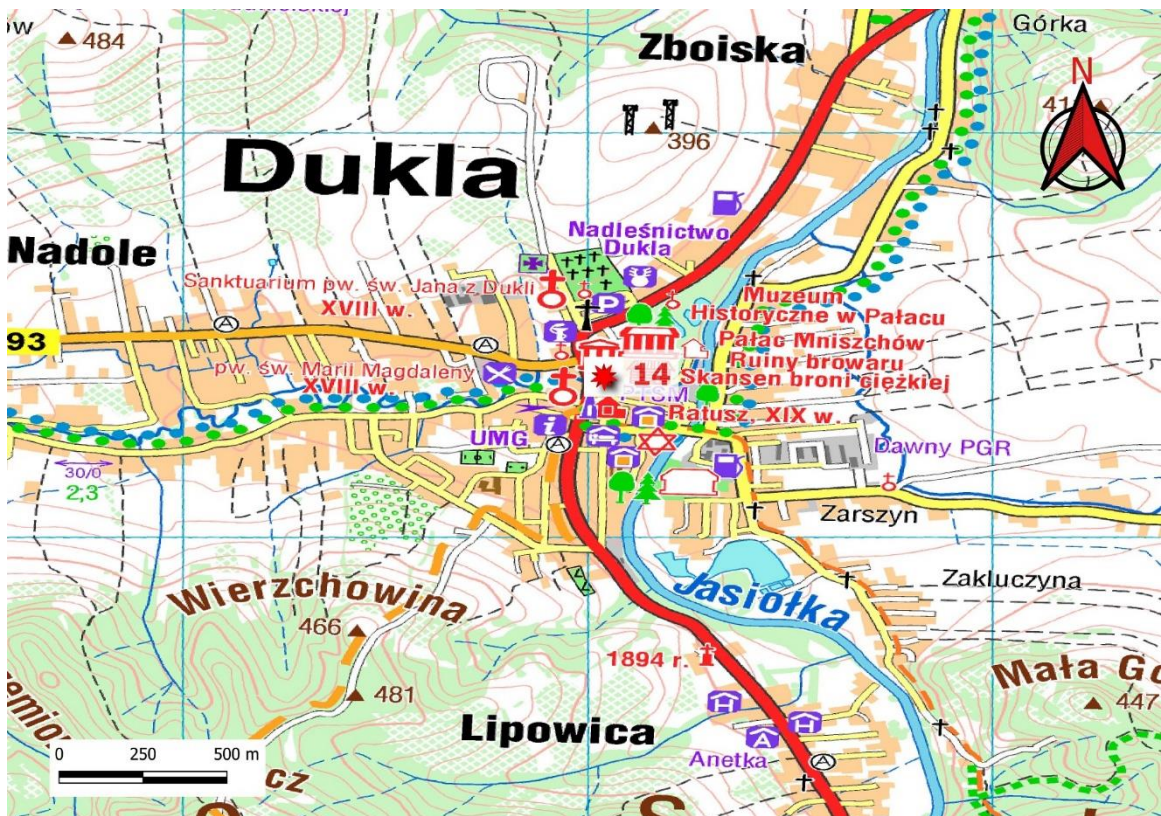 484
Zboiska
Górka
N
396
Dukla
Nadleśnictwo
Dukla
Nadole
Sanktuarium pw. św. Jana z Dukli
XVIII w.
P
Muzeum
Historyczne w Pałacu
93
A
A
Pałac Mniszchów
Ruiny browaru
pw. św. Marii Magdaleny
XVIII w.
14
Skansen broni ciężkiej
PTSM
Ratusz, XIX w.
UMG
i
A
Dawny PGR
30/0
2;3
Zarszyn
Wierzchowina
Jasiołka
Zakluczyna
466
1894 r.
Mała Gó
481
447
H
H
Lipowica
A
Anetka
A
0 250 500 m
cz